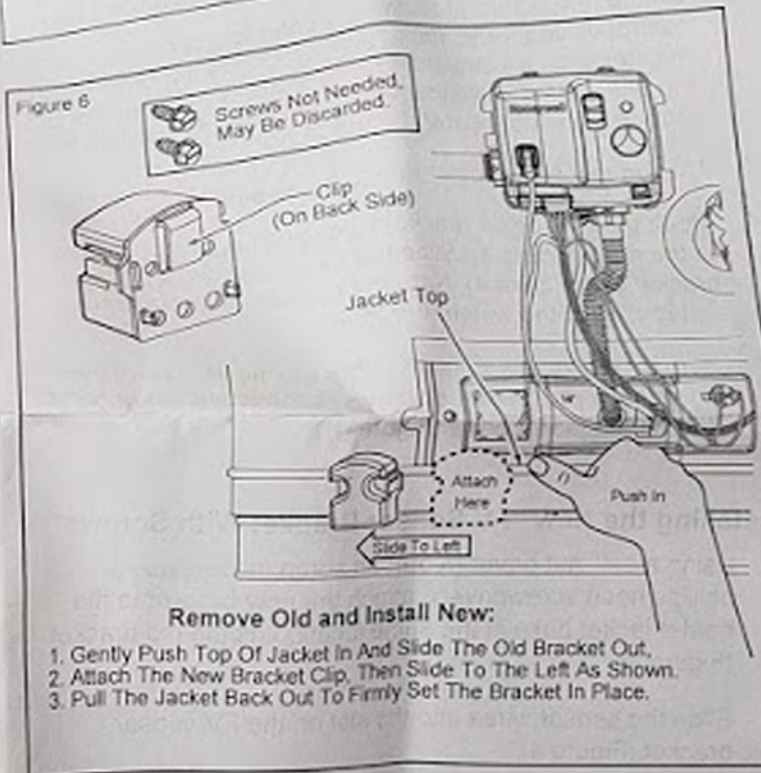 Figure 6
Screws Not Needed,
May Be Discarded.
Clip
(On Back Side)
Jacket Top
Attach
Here
Push In
Slide To Left
Remove Old and Install New:
1. Gently Push Top Of Jacket In And Slide The Old Bracket Out,
2. Attach The New Bracket Clip, Then Slide To The Left As Shown.
3. Pull The Jacket Back Out To Firmly Set The Bracket In Place.